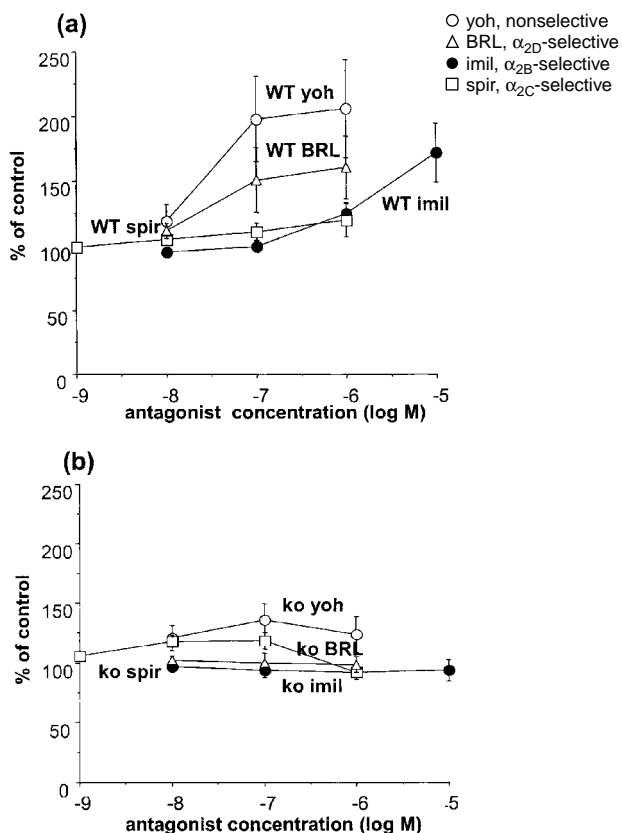 (a)
yoh, nonselective
BRL, α2D-selective
imil, α2B-selective
spir, α2C-selective
250
200
150
100
50
0
% of control
WT yoh
WT BRL
WT spir
WT imil
-9 -8 -7 -6 -5
antagonist concentration (log M)
(b)
250
200
150
100
50
0
% of control
ko yoh
ko BRL
ko spir
ko imil
-9 -8 -7 -6 -5
antagonist concentration (log M)